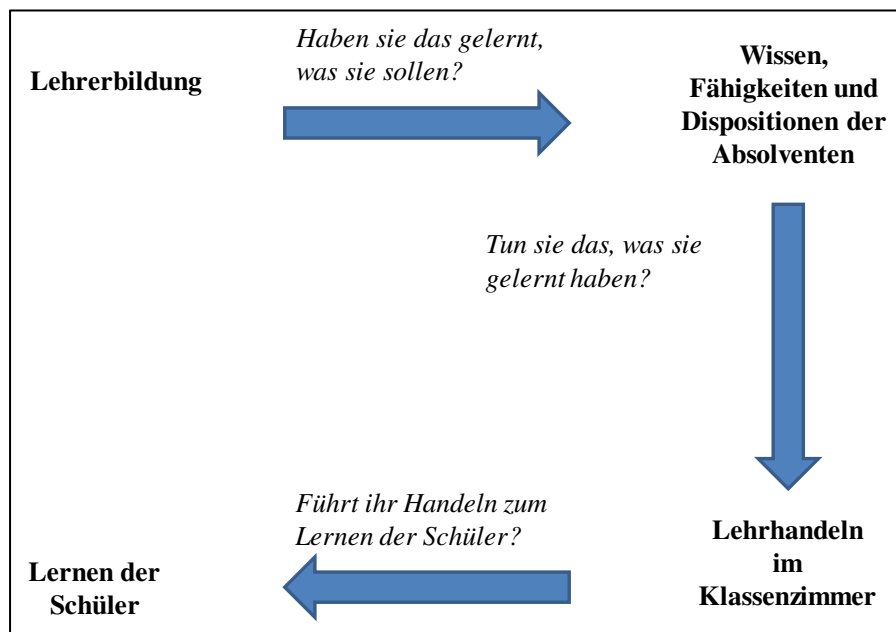 Lehrerbildung
Haben sie das gelernt,
was sie sollen?
Wissen,
Fähigkeiten und
Dispositionen der
Absolventen
Tun sie das, was sie
gelernt haben?
Lehrhandeln
im
Klassenzimmer
Führt ihr Handeln zum
Lernen der Schüler?
Lernen der
Schüler